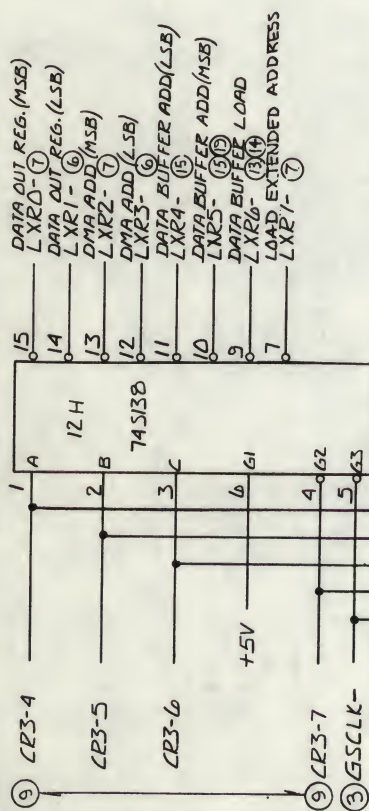 DATA OUT REG.(MSB)
15 LXR0- 7
DATA OUT REG.(LSB)
14 LXR1- 6
DMA ADD (MSB)
13 LXR2- 7
DMA ADD (LSB)
12 LXR3- 6
DATA BUFFER ADD(LSB)
11 LXR4- 15
DATA BUFFER ADD(MSB)
10 LXR5-
DATA BUFFER LOAD
9 LXR6- 13 14
LOAD EXTENDED ADDRESS
7 LXR7- 7
12H
74S138
9 CR3-4 1 A
CR3-5 2 B
CR3-6 3 C
+5V 6 G1
9 CR3-7 4 G2
3 GSCLK- 5 G3